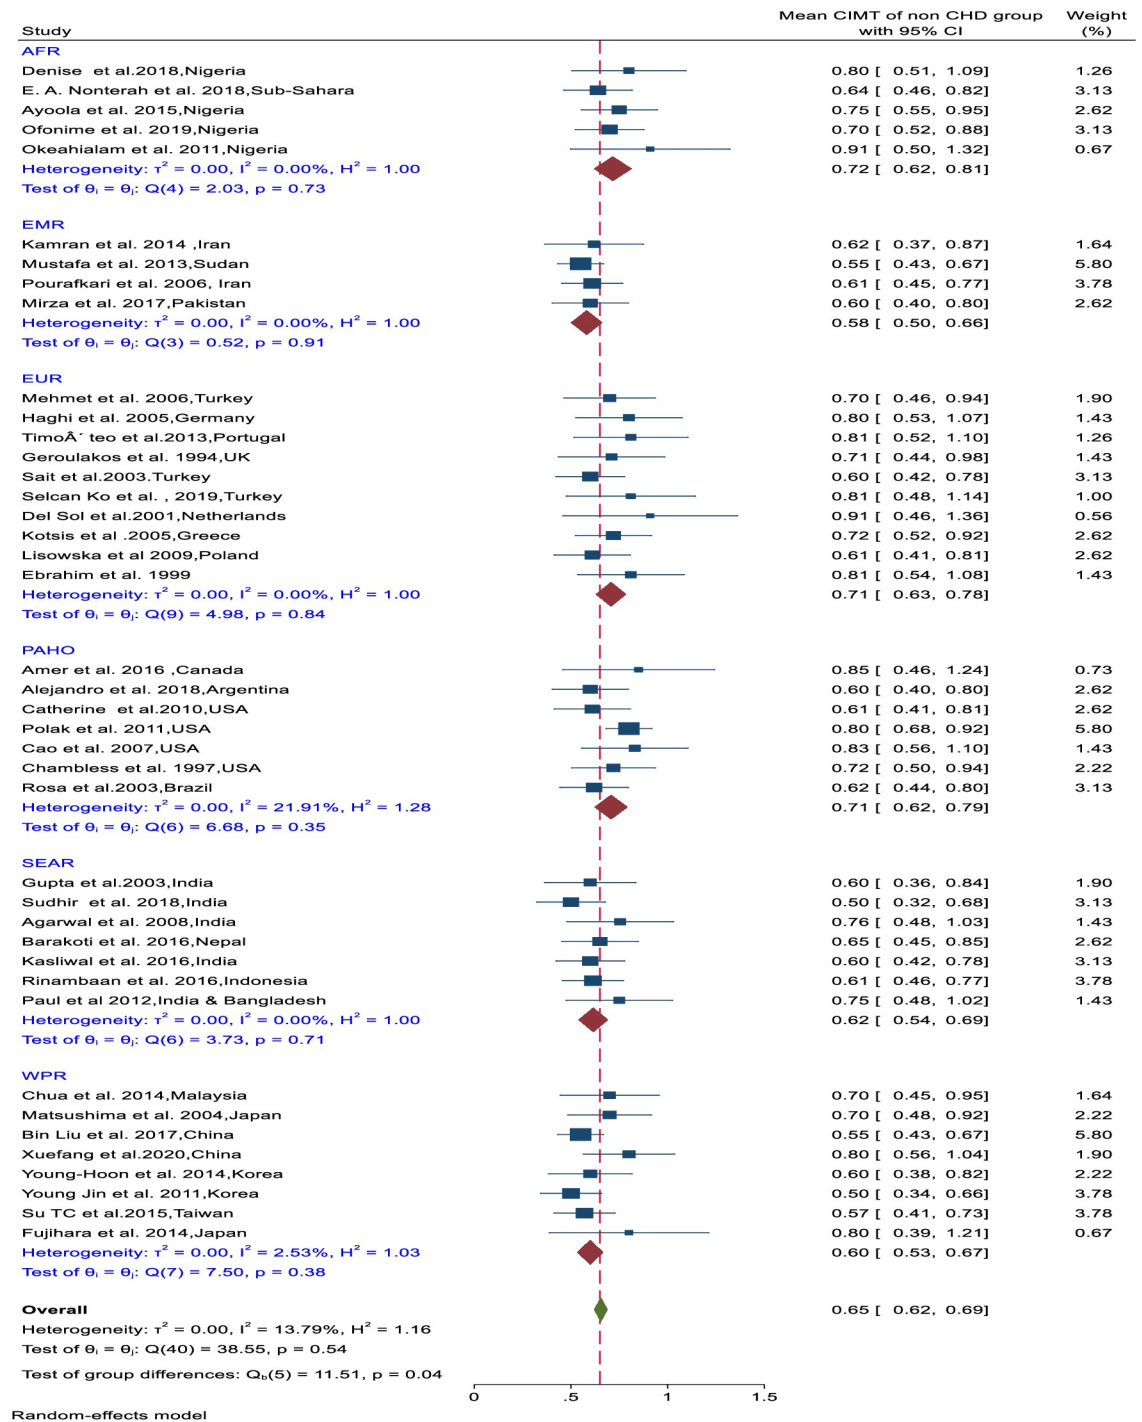 Mean CIMT of non CHD group Weight
Study with 95% CI (%)
AFR
Denise et al.2018,Nigeria 0.80 [ 0.51, 1.09] 1.26
E. A. Nonterah et al. 2018,Sub-Sahara 0.64 [ 0.46, 0.82] 3.13
Ayoola et al. 2015,Nigeria 0.75 [ 0.55, 0.95] 2.62
Ofonime et al. 2019,Nigeria 0.70 [ 0.52, 0.88] 3.13
Okeahialam et al. 2011,Nigeria 0.91 [ 0.50, 1.32] 0.67
Heterogeneity: τ² = 0.00, I² = 0.00%, H² = 1.00 0.72 [ 0.62, 0.81]
Test of θᵢ = θⱼ: Q(4) = 2.03, p = 0.73
EMR
Kamran et al. 2014 ,Iran 0.62 [ 0.37, 0.87] 1.64
Mustafa et al. 2013,Sudan 0.55 [ 0.43, 0.67] 5.80
Pourafkari et al. 2006, Iran 0.61 [ 0.45, 0.77] 3.78
Mirza et al. 2017,Pakistan 0.60 [ 0.40, 0.80] 2.62
Heterogeneity: τ² = 0.00, I² = 0.00%, H² = 1.00 0.58 [ 0.50, 0.66]
Test of θᵢ = θⱼ: Q(3) = 0.52, p = 0.91
EUR
Mehmet et al. 2006,Turkey 0.70 [ 0.46, 0.94] 1.90
Haghi et al. 2005,Germany 0.80 [ 0.53, 1.07] 1.43
TimoÂ´ teo et al.2013,Portugal 0.81 [ 0.52, 1.10] 1.26
Geroulakos et al. 1994,UK 0.71 [ 0.44, 0.98] 1.43
Sait et al.2003.Turkey 0.60 [ 0.42, 0.78] 3.13
Selcan Ko et al. , 2019,Turkey 0.81 [ 0.48, 1.14] 1.00
Del Sol et al.2001,Netherlands 0.91 [ 0.46, 1.36] 0.56
Kotsis et al .2005,Greece 0.72 [ 0.52, 0.92] 2.62
Lisowska et al 2009,Poland 0.61 [ 0.41, 0.81] 2.62
Ebrahim et al. 1999 0.81 [ 0.54, 1.08] 1.43
Heterogeneity: τ² = 0.00, I² = 0.00%, H² = 1.00 0.71 [ 0.63, 0.78]
Test of θᵢ = θⱼ: Q(9) = 4.98, p = 0.84
PAHO
Amer et al. 2016 ,Canada 0.85 [ 0.46, 1.24] 0.73
Alejandro et al. 2018,Argentina 0.60 [ 0.40, 0.80] 2.62
Catherine et al.2010,USA 0.61 [ 0.41, 0.81] 2.62
Polak et al. 2011,USA 0.80 [ 0.68, 0.92] 5.80
Cao et al. 2007,USA 0.83 [ 0.56, 1.10] 1.43
Chambless et al. 1997,USA 0.72 [ 0.50, 0.94] 2.22
Rosa et al.2003,Brazil 0.62 [ 0.44, 0.80] 3.13
Heterogeneity: τ² = 0.00, I² = 21.91%, H² = 1.28 0.71 [ 0.62, 0.79]
Test of θᵢ = θⱼ: Q(6) = 6.68, p = 0.35
SEAR
Gupta et al.2003,India 0.60 [ 0.36, 0.84] 1.90
Sudhir et al. 2018,India 0.50 [ 0.32, 0.68] 3.13
Agarwal et al. 2008,India 0.76 [ 0.48, 1.03] 1.43
Barakoti et al. 2016,Nepal 0.65 [ 0.45, 0.85] 2.62
Kasliwal et al. 2016,India 0.60 [ 0.42, 0.78] 3.13
Rinambaan et al. 2016,Indonesia 0.61 [ 0.46, 0.77] 3.78
Paul et al 2012,India & Bangladesh 0.75 [ 0.48, 1.02] 1.43
Heterogeneity: τ² = 0.00, I² = 0.00%, H² = 1.00 0.62 [ 0.54, 0.69]
Test of θᵢ = θⱼ: Q(6) = 3.73, p = 0.71
WPR
Chua et al. 2014,Malaysia 0.70 [ 0.45, 0.95] 1.64
Matsushima et al. 2004,Japan 0.70 [ 0.48, 0.92] 2.22
Bin Liu et al. 2017,China 0.55 [ 0.43, 0.67] 5.80
Xuefang et al.2020,China 0.80 [ 0.56, 1.04] 1.90
Young-Hoon et al. 2014,Korea 0.60 [ 0.38, 0.82] 2.22
Young Jin et al. 2011,Korea 0.50 [ 0.34, 0.66] 3.78
Su TC et al.2015,Taiwan 0.57 [ 0.41, 0.73] 3.78
Fujihara et al. 2014,Japan 0.80 [ 0.39, 1.21] 0.67
Heterogeneity: τ² = 0.00, I² = 2.53%, H² = 1.03 0.60 [ 0.53, 0.67]
Test of θᵢ = θⱼ: Q(7) = 7.50, p = 0.38
Overall 0.65 [ 0.62, 0.69]
Heterogeneity: τ² = 0.00, I² = 13.79%, H² = 1.16
Test of θᵢ = θⱼ: Q(40) = 38.55, p = 0.54
Test of group differences: Q_b(5) = 11.51, p = 0.04
0 .5 1 1.5
Random-effects model